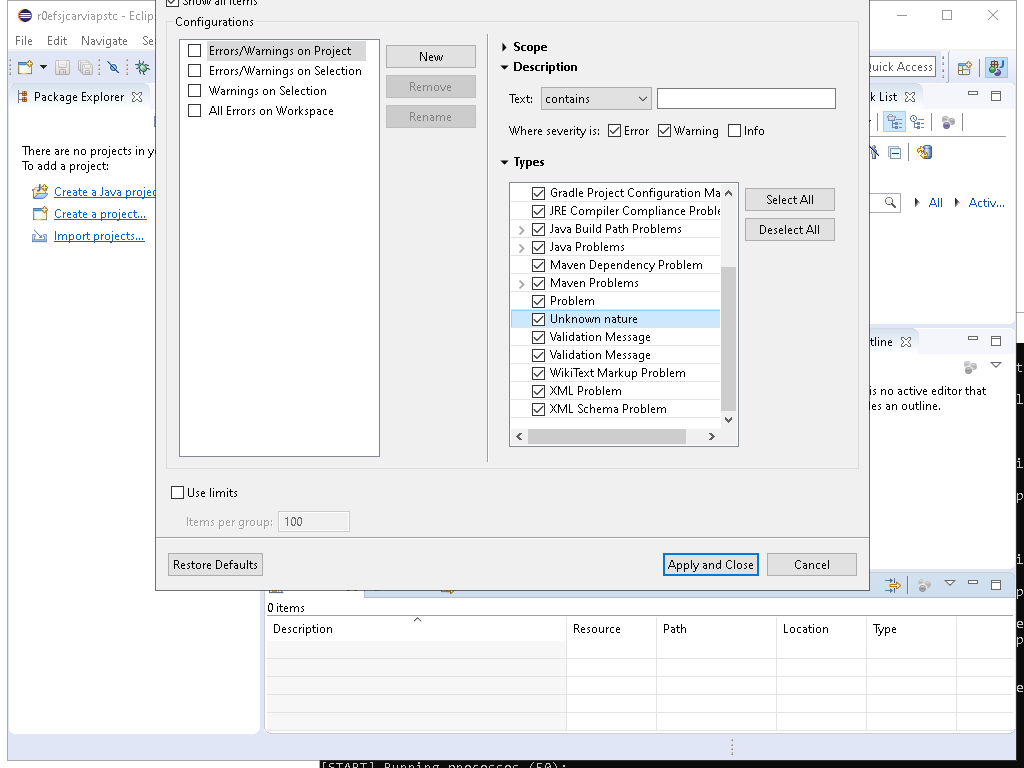 r0efsjcarviapstc - Eclip
Show all items
File Edit Navigate Se
Quick Access
Package Explorer
There are no projects in y
To add a project:
Create a Java projec
Create a project...
Import projects...
Configurations
Errors/Warnings on Project
Errors/Warnings on Selection
Warnings on Selection
All Errors on Workspace
New
Remove
Rename
Scope
Description
Text: contains
Where severity is: Error Warning Info
Types
Gradle Project Configuration Ma
JRE Compiler Compliance Proble
Java Build Path Problems
Java Problems
Maven Dependency Problem
Maven Problems
Problem
Unknown nature
Validation Message
Validation Message
WikiText Markup Problem
XML Problem
XML Schema Problem
Select All
Deselect All
Use limits
Items per group: 100
Restore Defaults
Apply and Close
Cancel
k List
All Activ...
tline
is no active editor that
des an outline.
0 items
Description Resource Path Location Type
[START] Running processes (50):